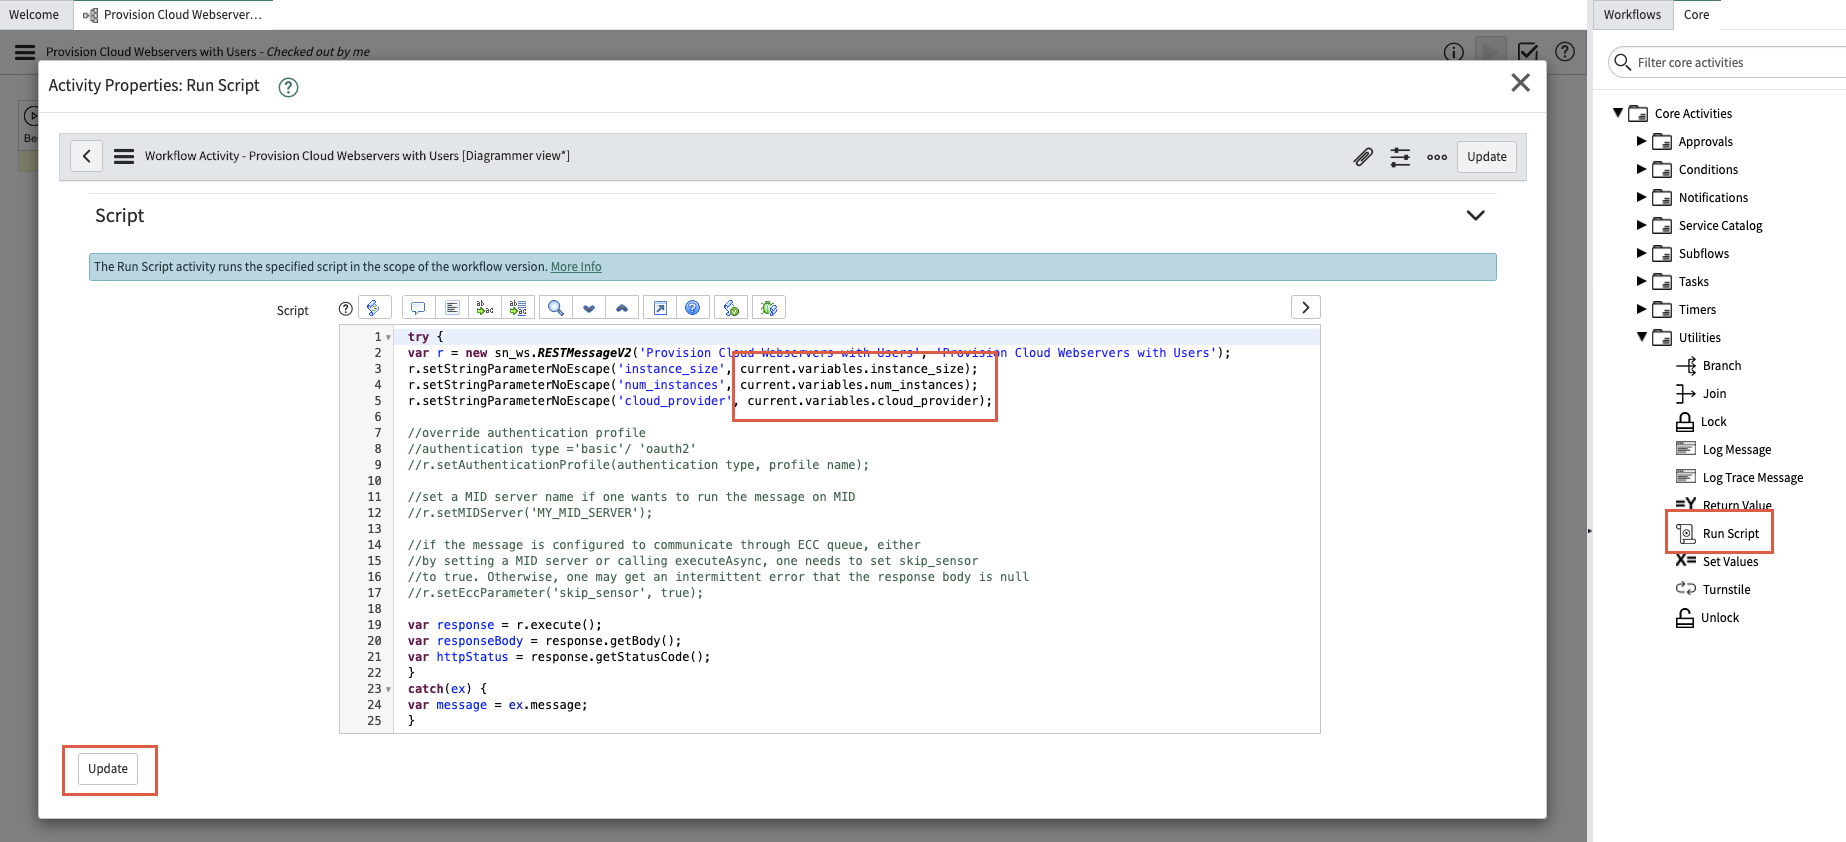 Welcome
Provision Cloud Webserver...
Workflows
Core
Provision Cloud Webservers with Users - Checked out by me
Filter core activities
Activity Properties: Run Script
Be
Workflow Activity - Provision Cloud Webservers with Users [Diagrammer view*]
Update
Script
The Run Script activity runs the specified script in the scope of the workflow version. More Info
Script
1 try {
2 var r = new sn_ws.RESTMessageV2('Provision Cloud Webservers with Users', 'Provision Cloud Webservers with Users');
3 r.setStringParameterNoEscape('instance_size', current.variables.instance_size);
4 r.setStringParameterNoEscape('num_instances', current.variables.num_instances);
5 r.setStringParameterNoEscape('cloud_provider', current.variables.cloud_provider);
6
7 //override authentication profile
8 //authentication type ='basic'/ 'oauth2'
9 //r.setAuthenticationProfile(authentication type, profile name);
10
11 //set a MID server name if one wants to run the message on MID
12 //r.setMIDServer('MY_MID_SERVER');
13
14 //if the message is configured to communicate through ECC queue, either
15 //by setting a MID server or calling executeAsync, one needs to set skip_sensor
16 //to true. Otherwise, one may get an intermittent error that the response body is null
17 //r.setEccParameter('skip_sensor', true);
18
19 var response = r.execute();
20 var responseBody = response.getBody();
21 var httpStatus = response.getStatusCode();
22 }
23 catch(ex) {
24 var message = ex.message;
25 }
Update
Core Activities
Approvals
Conditions
Notifications
Service Catalog
Subflows
Tasks
Timers
Utilities
Branch
Join
Lock
Log Message
Log Trace Message
Return Value
Run Script
Set Values
Turnstile
Unlock